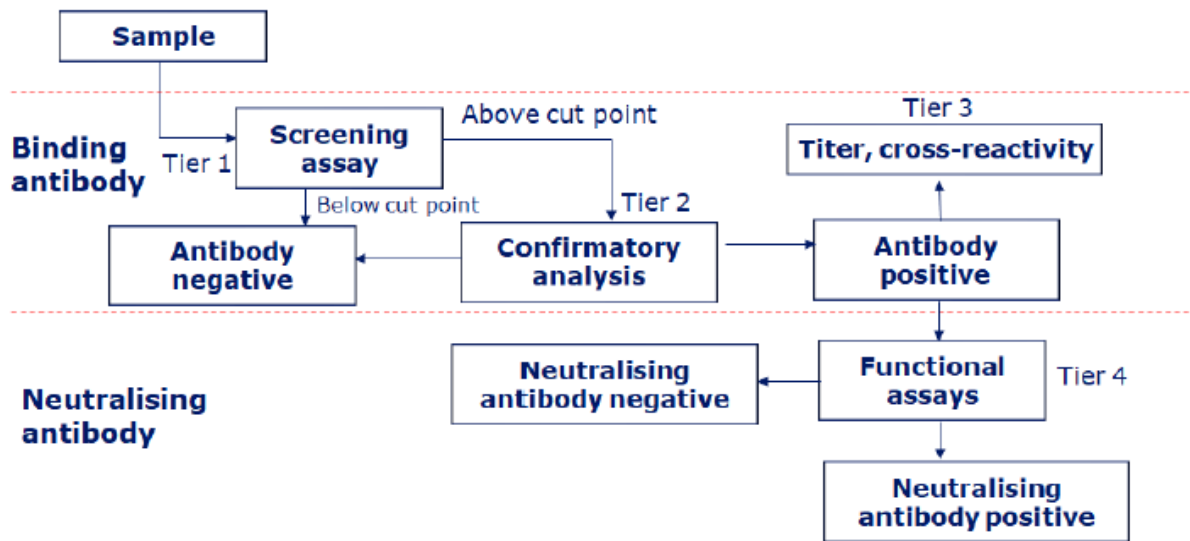 Sample
Tier 3
Above cut point
Screening
assay
Binding
antibody
Tier 1
Titer, cross-reactivity
Below cut point
Tier 2
Antibody
negative
Confirmatory
analysis
Antibody
positive
Neutralising
antibody negative
Functional
assays
Tier 4
Neutralising
antibody
Neutralising
antibody positive